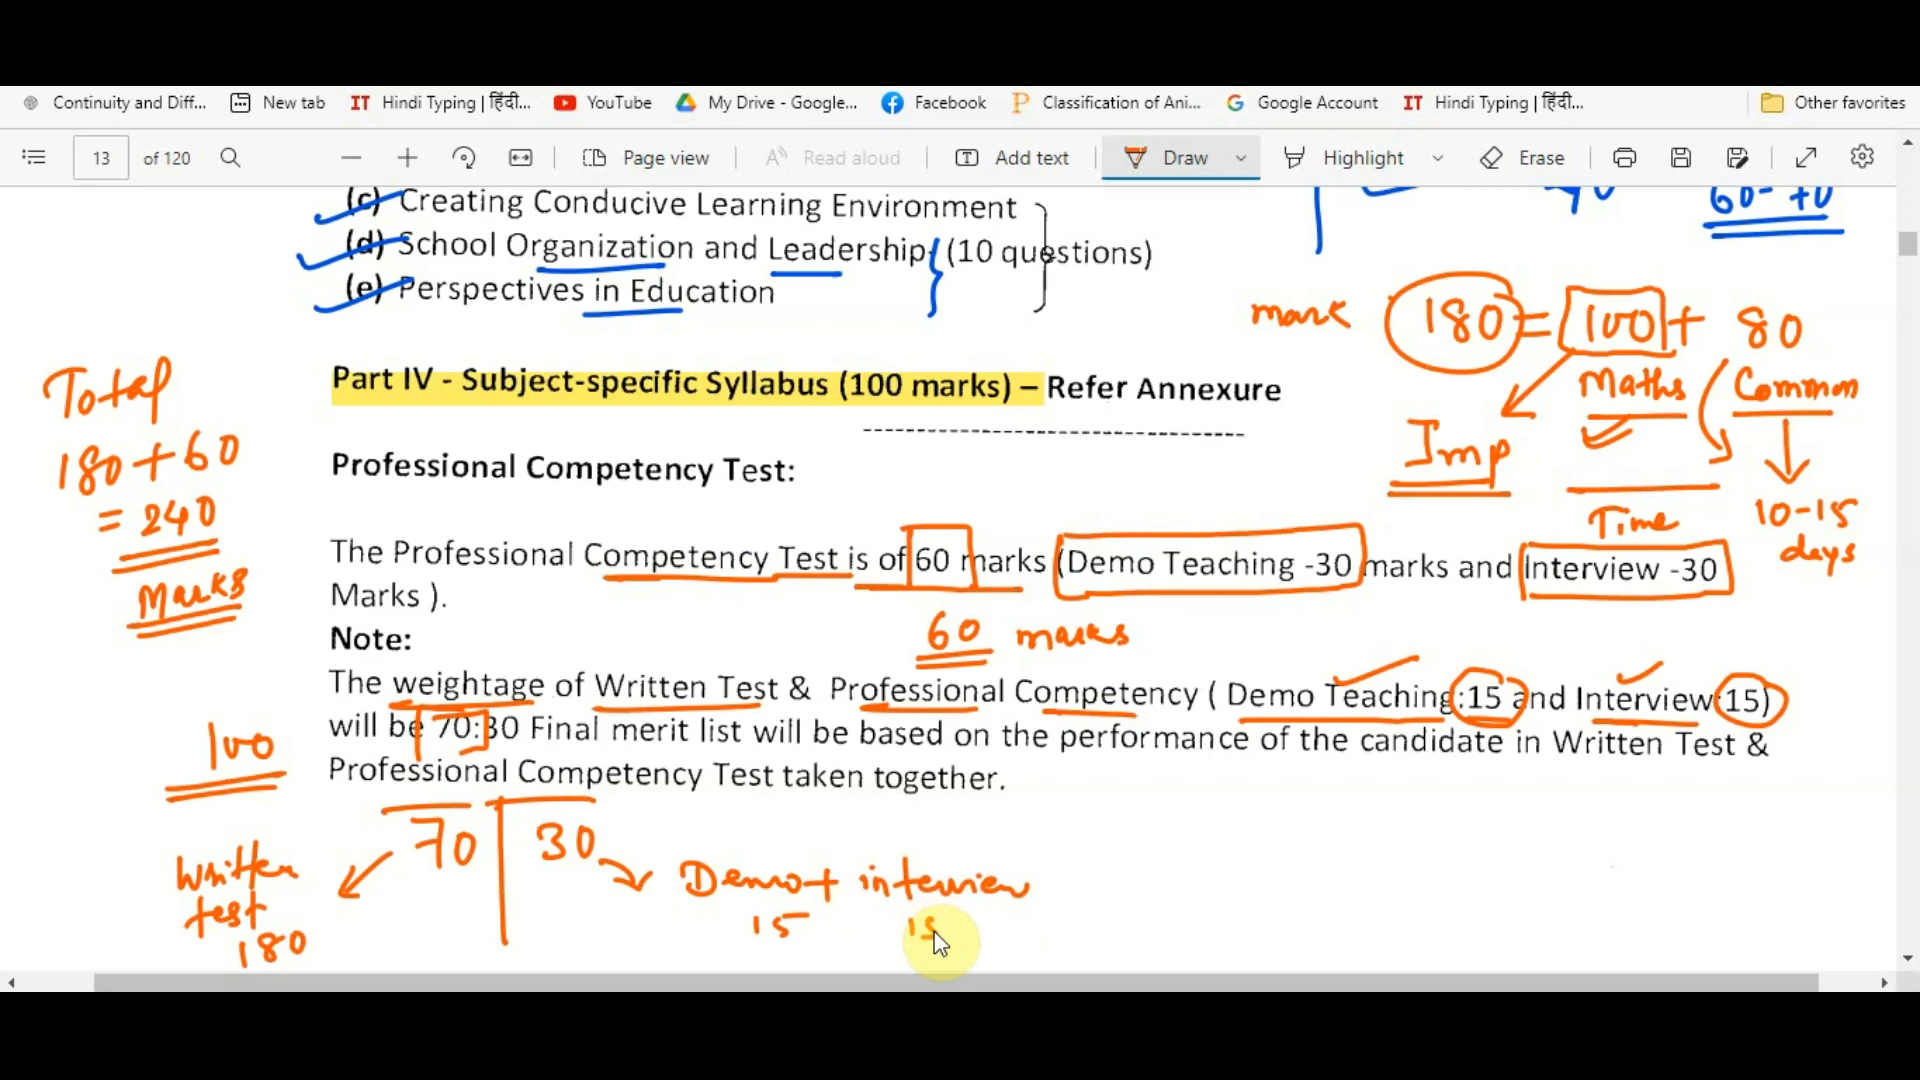 Continuity and Diff... New tab IT Hindi Typing | हिंदी... YouTube My Drive - Google... Facebook Classification of Ani... Google Account IT Hindi Typing | हिंदी... Other favorites
13 of 120 Page view Read aloud Add text Draw Highlight Erase
(c) Creating Conducive Learning Environment
(d) School Organization and Leadership (10 questions)
(e) Perspectives in Education
60-70
mark 180 = 100 + 80
Maths Common
Imp
Time
10-15
days
Total
180+60
= 240
Marks
Part IV - Subject-specific Syllabus (100 marks) – Refer Annexure
Professional Competency Test:
The Professional Competency Test is of 60 marks (Demo Teaching -30 marks and Interview -30
Marks ).
60 marks
Note:
The weightage of Written Test & Professional Competency ( Demo Teaching:15 and Interview:15)
will be 70:30 Final merit list will be based on the performance of the candidate in Written Test &
Professional Competency Test taken together.
100
70 30
Written
test
180
Demo + interview
15 15